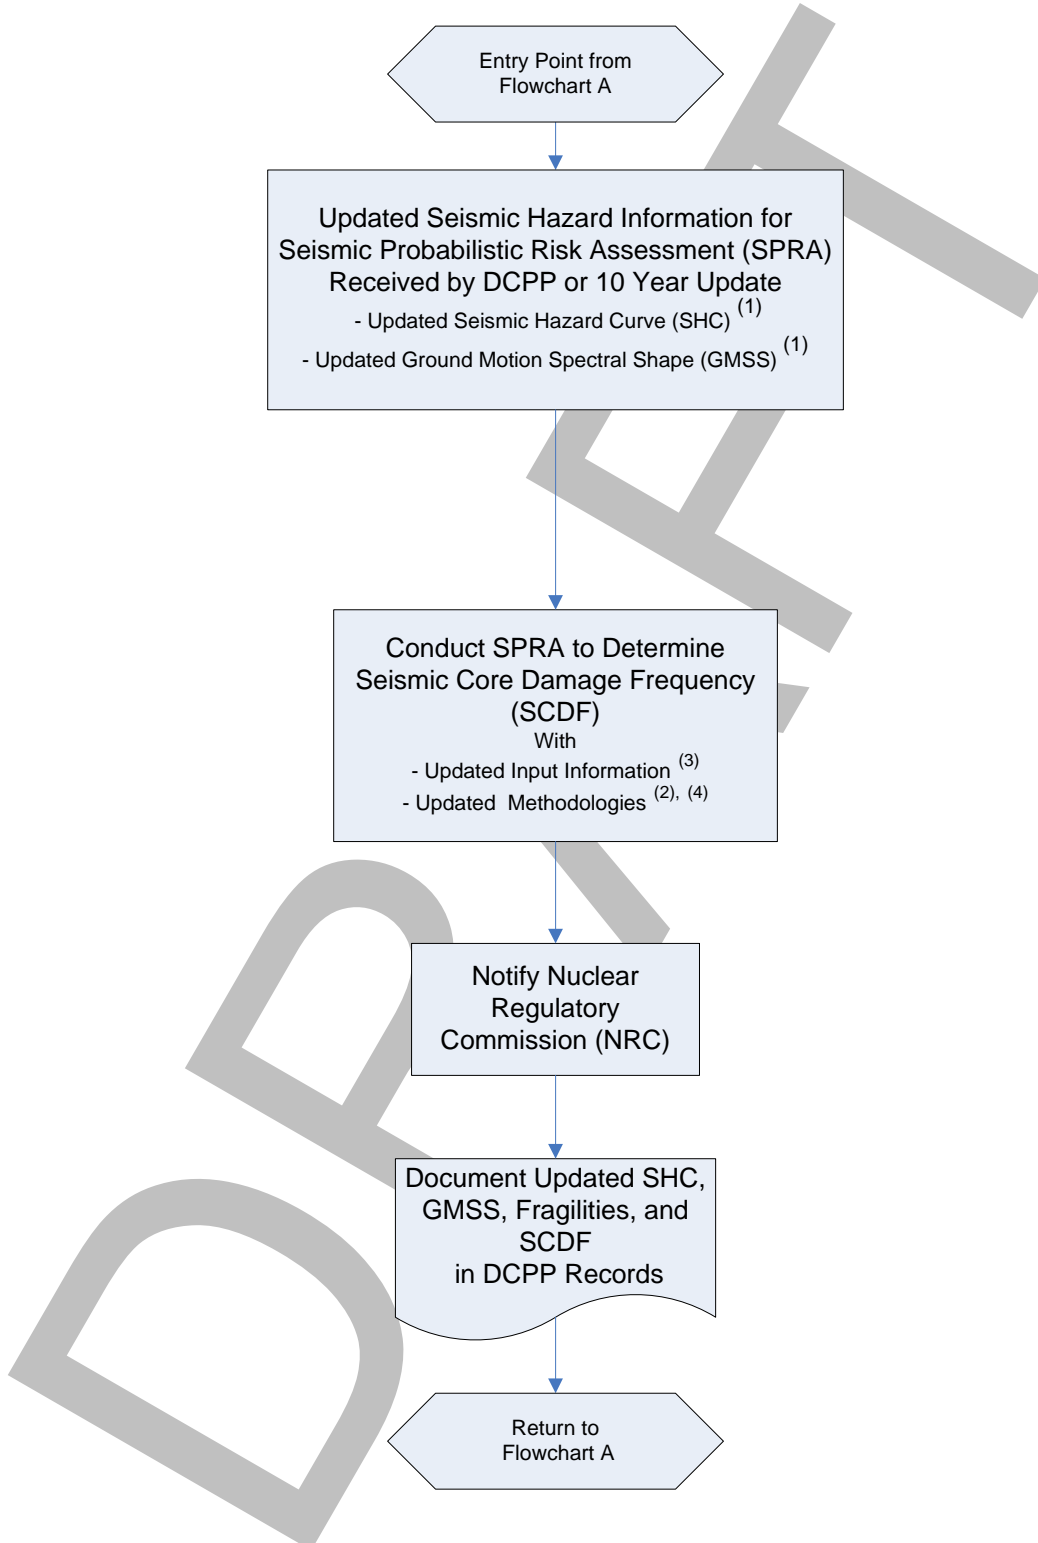 Entry Point from
Flowchart A
Updated Seismic Hazard Information for
Seismic Probabilistic Risk Assessment (SPRA)
Received by DCPP or 10 Year Update
- Updated Seismic Hazard Curve (SHC) (1)
- Updated Ground Motion Spectral Shape (GMSS) (1)
Conduct SPRA to Determine
Seismic Core Damage Frequency
(SCDF)
With
- Updated Input Information (3)
- Updated  Methodologies (2), (4)
Notify Nuclear
Regulatory
Commission (NRC)
Document Updated SHC,
GMSS, Fragilities, and
SCDF
in DCPP Records
Return to
Flowchart A
DRAFT